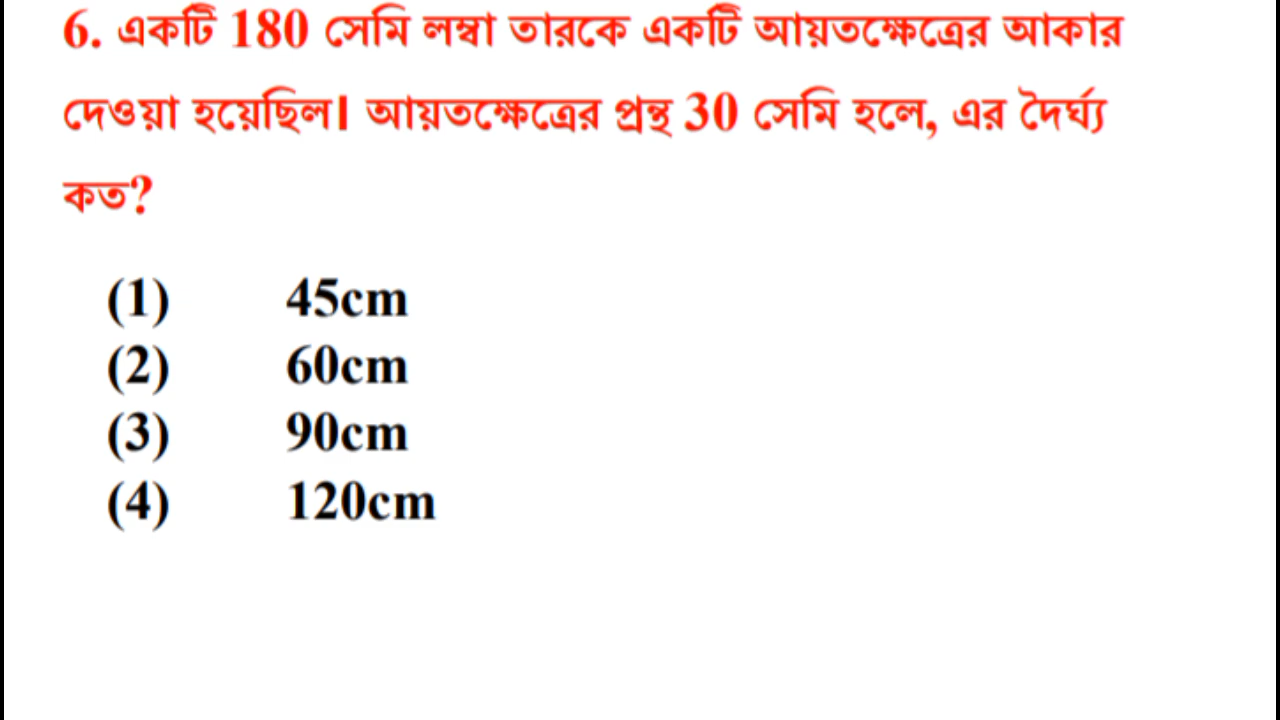 6. একটি 180 সেমি লম্বা তারকে একটি আয়তক্ষেত্রের আকার
দেওয়া হয়েছিল। আয়তক্ষেত্রের প্রন্থ 30 সেমি হলে, এর দৈর্ঘ্য
কত?
(1) 45cm
(2) 60cm
(3) 90cm
(4) 120cm